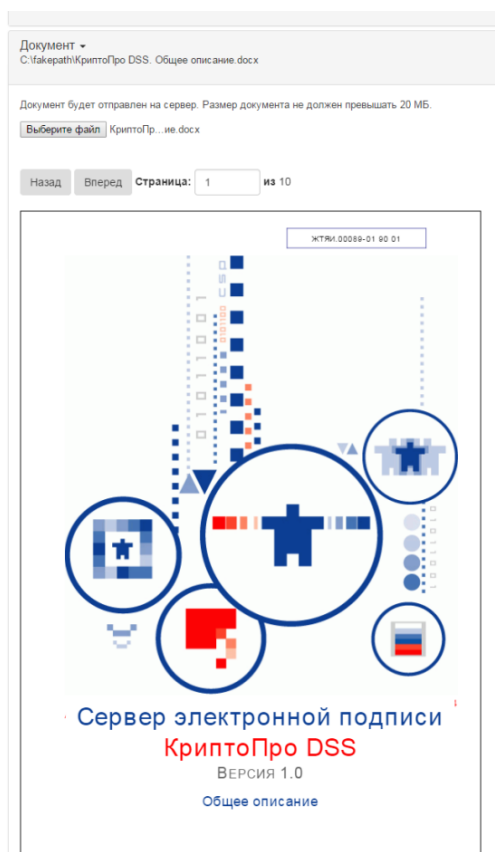 Документ
C:\fakepath\КриптоПро DSS. Общее описание.docx
Документ будет отправлен на сервер. Размер документа не должен превышать 20 МБ.
Выберите файл КриптоПр...ие.docx
Назад Вперед Страница: 1 из 10
ЖТЯИ.00089-01 90 01
Сервер электронной подписи
КриптоПро DSS
Версия 1.0
Общее описание